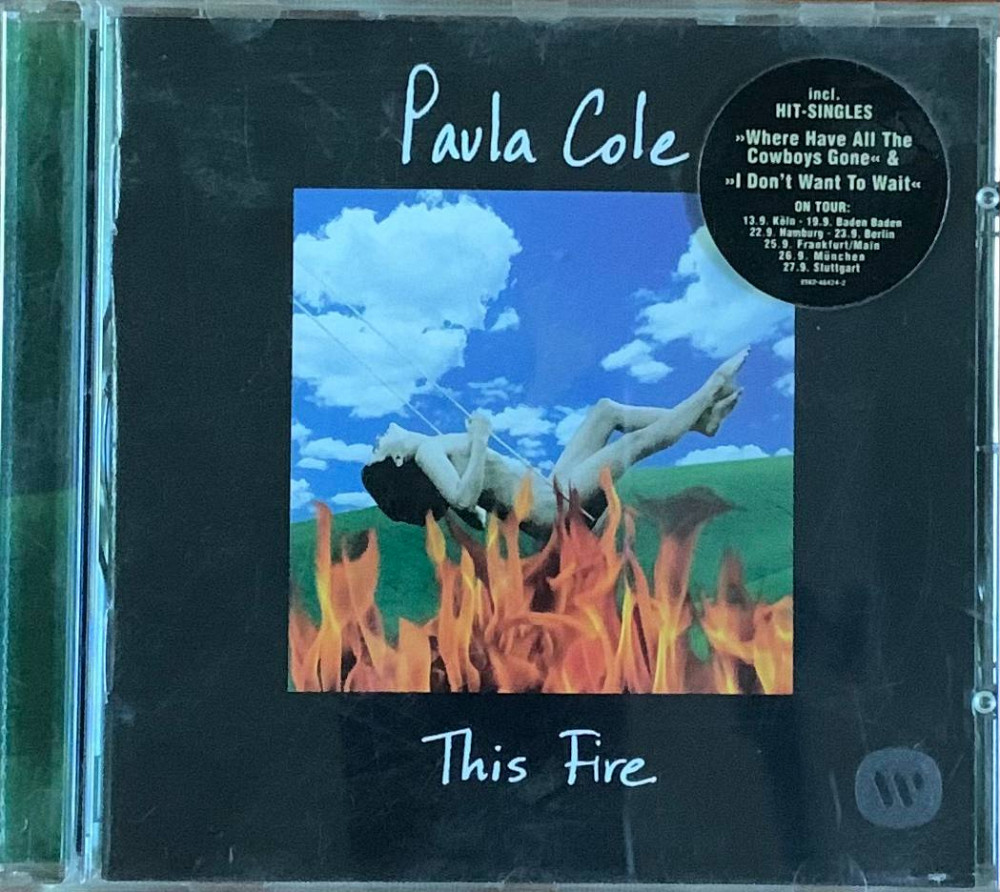 Paula Cole
incl.
HIT-SINGLES
»Where Have All The
Cowboys Gone« &
»I Don't Want To Wait«
ON TOUR:
13.9. Köln - 19.9. Baden Baden
22.9. Hamburg - 23.9. Berlin
25.9. Frankfurt/Main
26.9. München
27.9. Stuttgart
This Fire